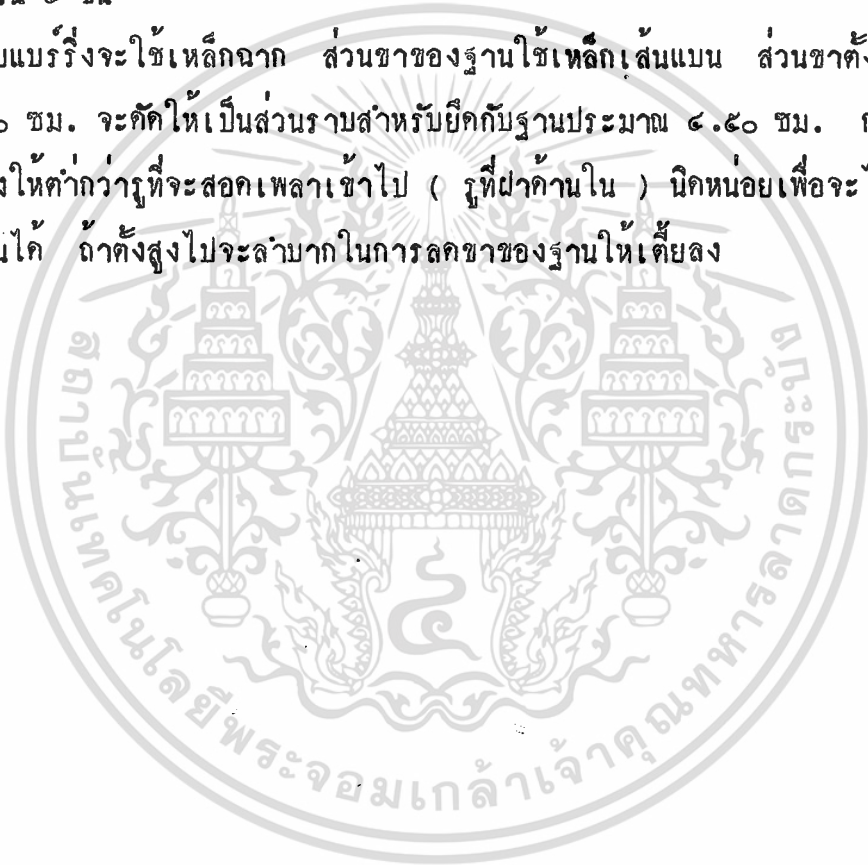 บแบร์ริ่งจะใช้เหล็กฉาก ส่วนขาของฐานใช้เหล็กเส้นแบน ส่วนขาตั้ง
๐ ซม. จะดัดให้เป็นส่วนราบสำหรับยึดกับฐานประมาณ ๔.๕๐ ซม.
งให้ต่ำกว่ารูที่จะสอดเพลาเข้าไป ( รูที่ฝาด้านใน ) นิดหน่อยเพื่อจะไ
นได้ ถ้าตั้งสูงไปจะลำบากในการลดขาของฐานให้เตี้ยลง
สถาบันเทคโนโลยีพระจอมเกล้าเจ้าคุณทหารลาดกระบัง